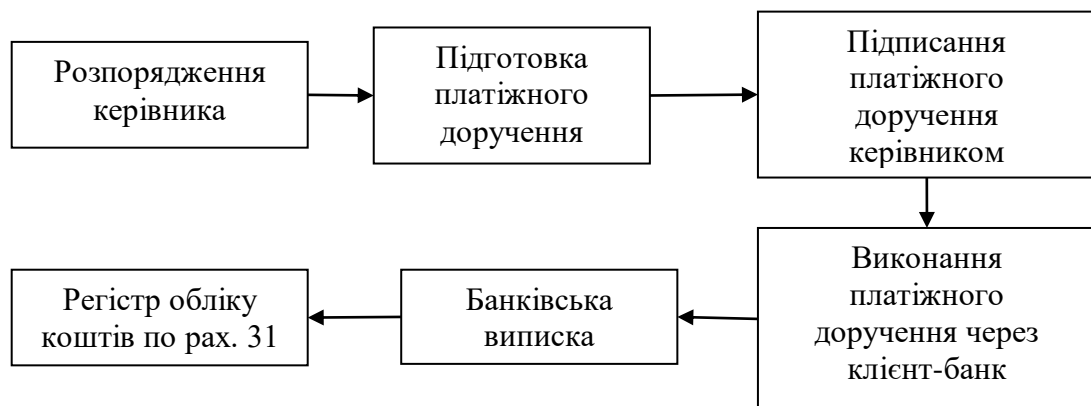 Розпорядження
керівника
Підготовка
платіжного
доручення
Підписання
платіжного
доручення
керівником
Виконання
платіжного
доручення через
клієнт-банк
Банківська
виписка
Регістр обліку
коштів по рах. 31